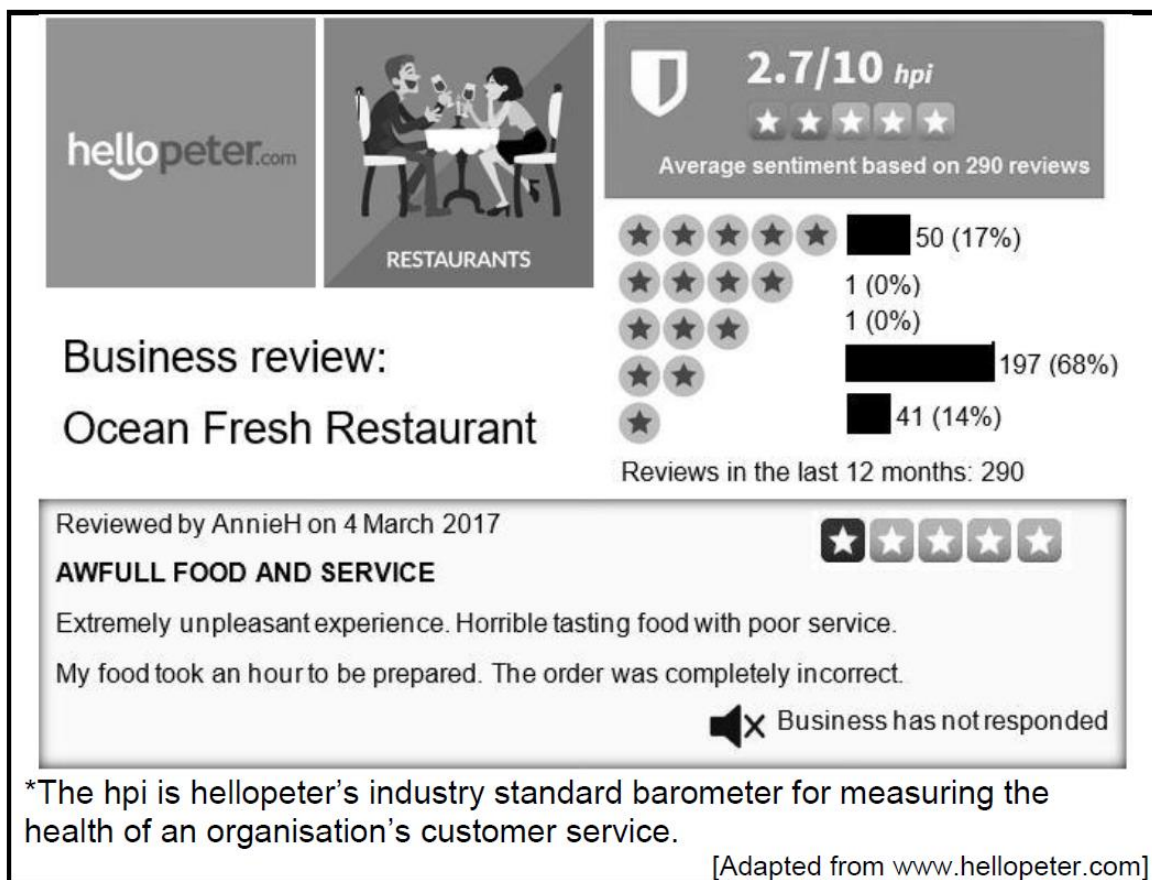 hellopeter.com
RESTAURANTS
2.7/10 hpi
Average sentiment based on 290 reviews
50 (17%)
1 (0%)
1 (0%)
197 (68%)
41 (14%)
Reviews in the last 12 months: 290
Business review:
Ocean Fresh Restaurant
Reviewed by AnnieH on 4 March 2017
AWFULL FOOD AND SERVICE
Extremely unpleasant experience. Horrible tasting food with poor service.
My food took an hour to be prepared. The order was completely incorrect.
Business has not responded
*The hpi is hellopeter’s industry standard barometer for measuring the
health of an organisation’s customer service.
[Adapted from www.hellopeter.com]